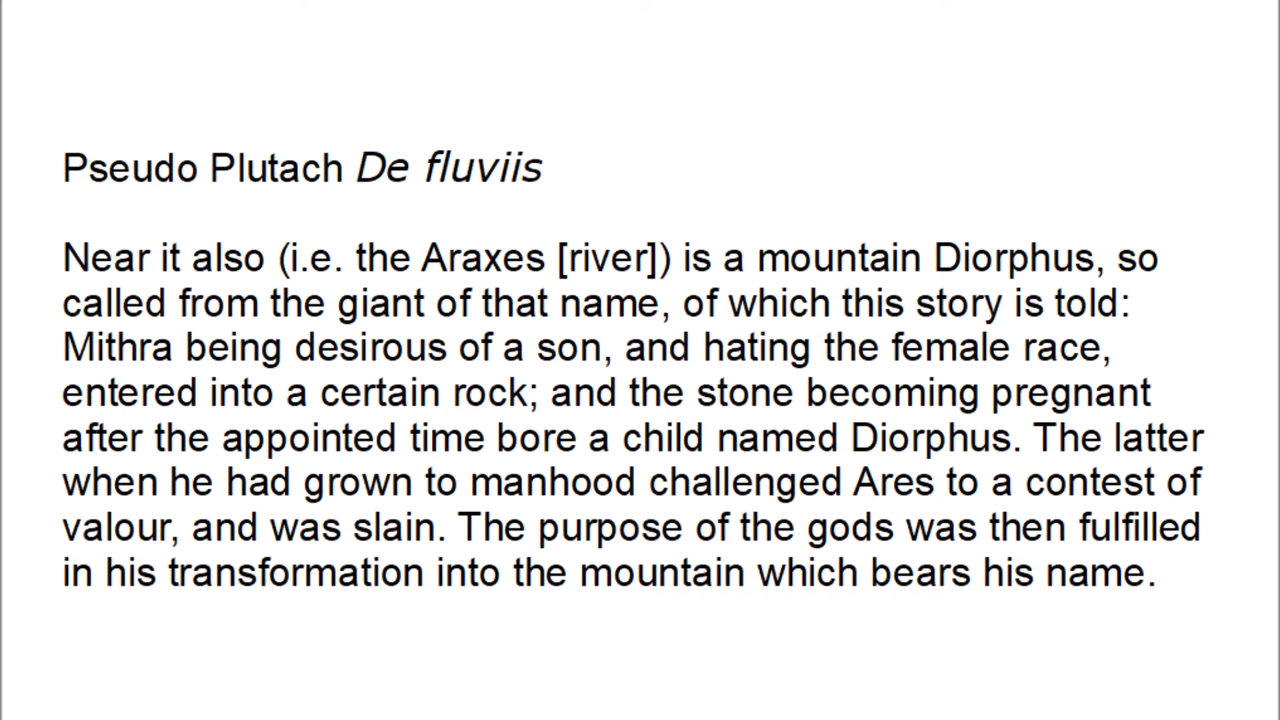 Pseudo Plutach De fluviis
Near it also (i.e. the Araxes [river]) is a mountain Diorphus, so
called from the giant of that name, of which this story is told:
Mithra being desirous of a son, and hating the female race,
entered into a certain rock; and the stone becoming pregnant
after the appointed time bore a child named Diorphus. The latter
when he had grown to manhood challenged Ares to a contest of
valour, and was slain. The purpose of the gods was then fulfilled
in his transformation into the mountain which bears his name.